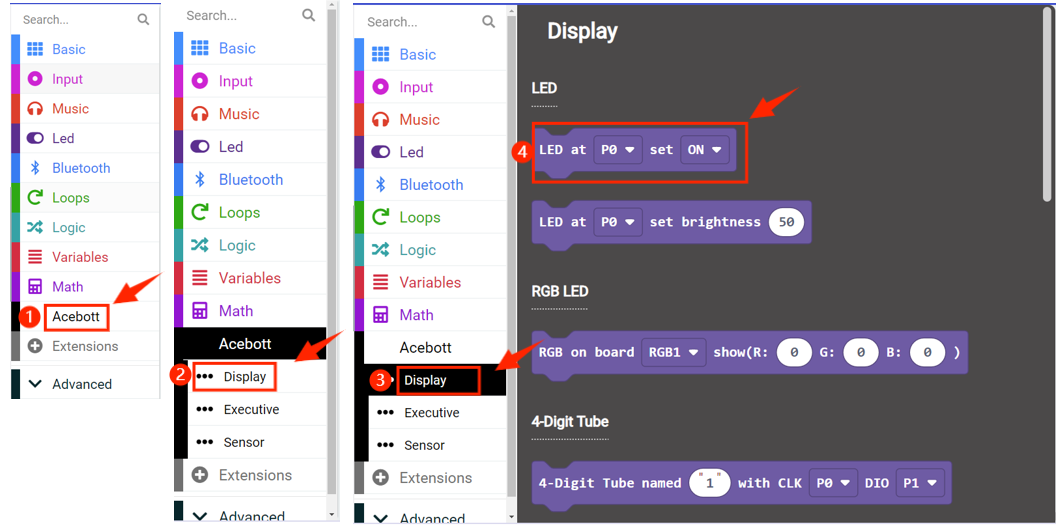 Search...
Basic
Input
Music
Led
Bluetooth
Loops
Logic
Variables
Math
1 Acebott
Extensions
Advanced
Search...
Basic
Input
Music
Led
Bluetooth
Loops
Logic
Variables
Math
Acebott
2 Display
Executive
Sensor
Extensions
Advanced
Search...
Basic
Input
Music
Led
Bluetooth
Loops
Logic
Variables
Math
Acebott
3 Display
Executive
Sensor
Extensions
Advanced
Display
LED
4 LED at P0 set ON
LED at P0 set brightness 50
RGB LED
RGB on board RGB1 show(R: 0 G: 0 B: 0 )
4-Digit Tube
4-Digit Tube named "1" with CLK P0 DIO P1